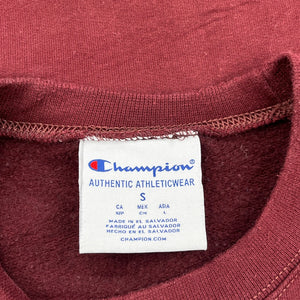 Champion
AUTHENTIC ATHLETICWEAR
S
CA MEX ASIA
S/P CH/ S
MADE IN EL SALVADOR
FABRIQUÉ AU SALVADOR
HECHO EN EL SALVADOR
CHAMPION.COM